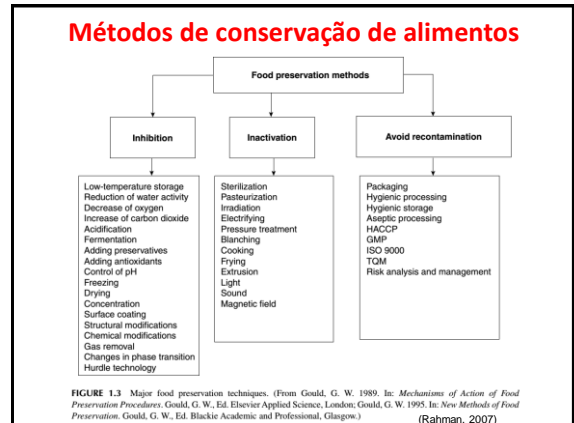 Métodos de conservação de alimentos
Food preservation methods
Inhibition
Inactivation
Avoid recontamination
Low-temperature storage
Reduction of water activity
Decrease of oxygen
Increase of carbon dioxide
Acidification
Fermentation
Adding preservatives
Adding antioxidants
Control of pH
Freezing
Drying
Concentration
Surface coating
Structural modifications
Chemical modifications
Gas removal
Changes in phase transition
Hurdle technology
Sterilization
Pasteurization
Irradiation
Electrifying
Pressure treatment
Blanching
Cooking
Frying
Extrusion
Light
Sound
Magnetic field
Packaging
Hygienic processing
Hygienic storage
Aseptic processing
HACCP
GMP
ISO 9000
TQM
Risk analysis and management
FIGURE 1.3 Major food preservation techniques. (From Gould, G. W. 1989. In: Mechanisms of Action of Food
Preservation Procedures. Gould, G. W., Ed. Elsevier Applied Science, London; Gould, G. W. 1995. In: New Methods of Food
Preservation. Gould, G. W., Ed. Blackie Academic and Professional, Glasgow.)
(Rahman, 2007)